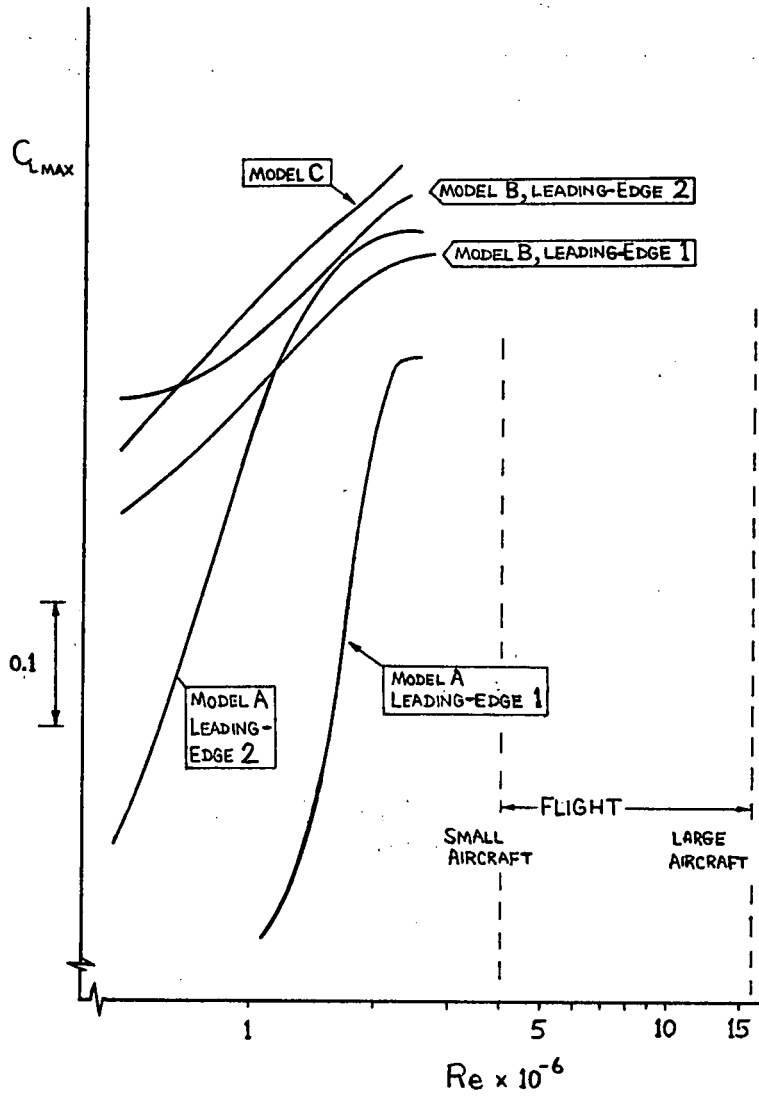 C_L MAX
MODEL C
MODEL B, LEADING-EDGE 2
MODEL B, LEADING-EDGE 1
0.1
MODEL A
LEADING-
EDGE 2
MODEL A
LEADING-EDGE 1
FLIGHT
SMALL
AIRCRAFT
LARGE
AIRCRAFT
1
5
10
15
Re × 10⁻⁶